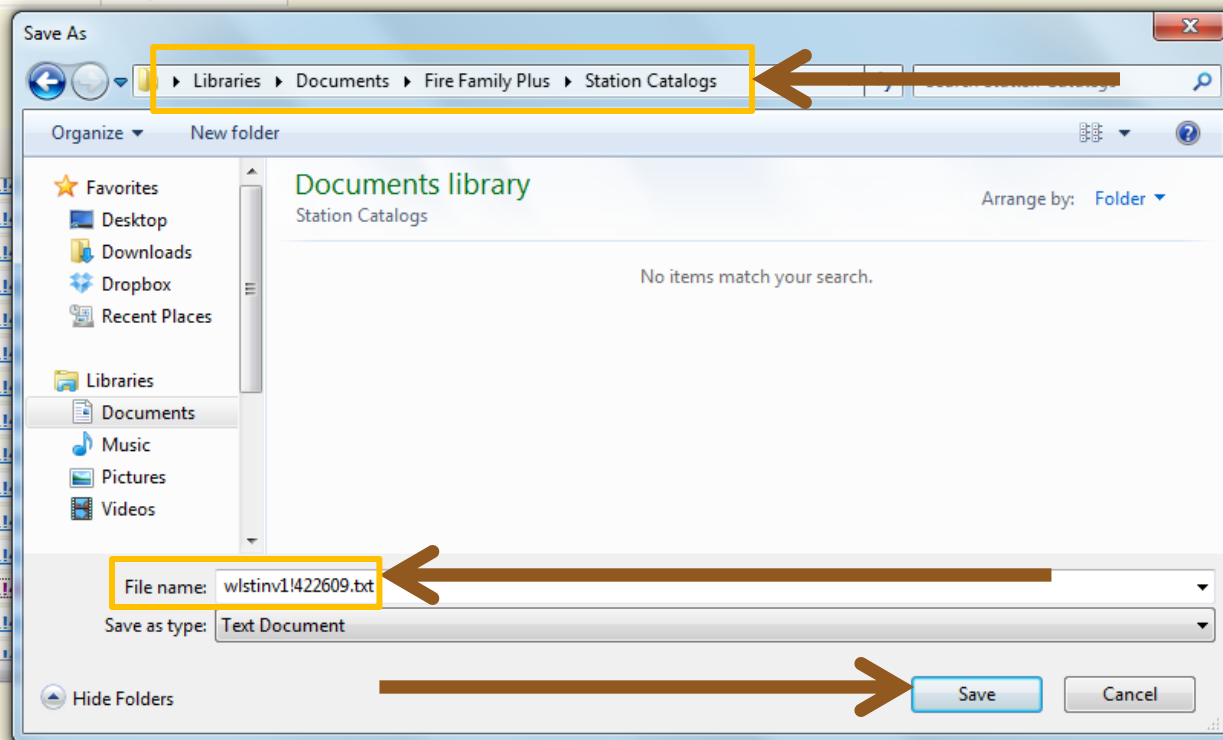 Save As
Libraries Documents Fire Family Plus Station Catalogs
Organize New folder
Favorites
Desktop
Downloads
Dropbox
Recent Places
Libraries
Documents
Music
Pictures
Videos
Documents library
Station Catalogs
Arrange by: Folder
No items match your search.
File name: wlstinv1!422609.txt
Save as type: Text Document
Hide Folders
Save Cancel